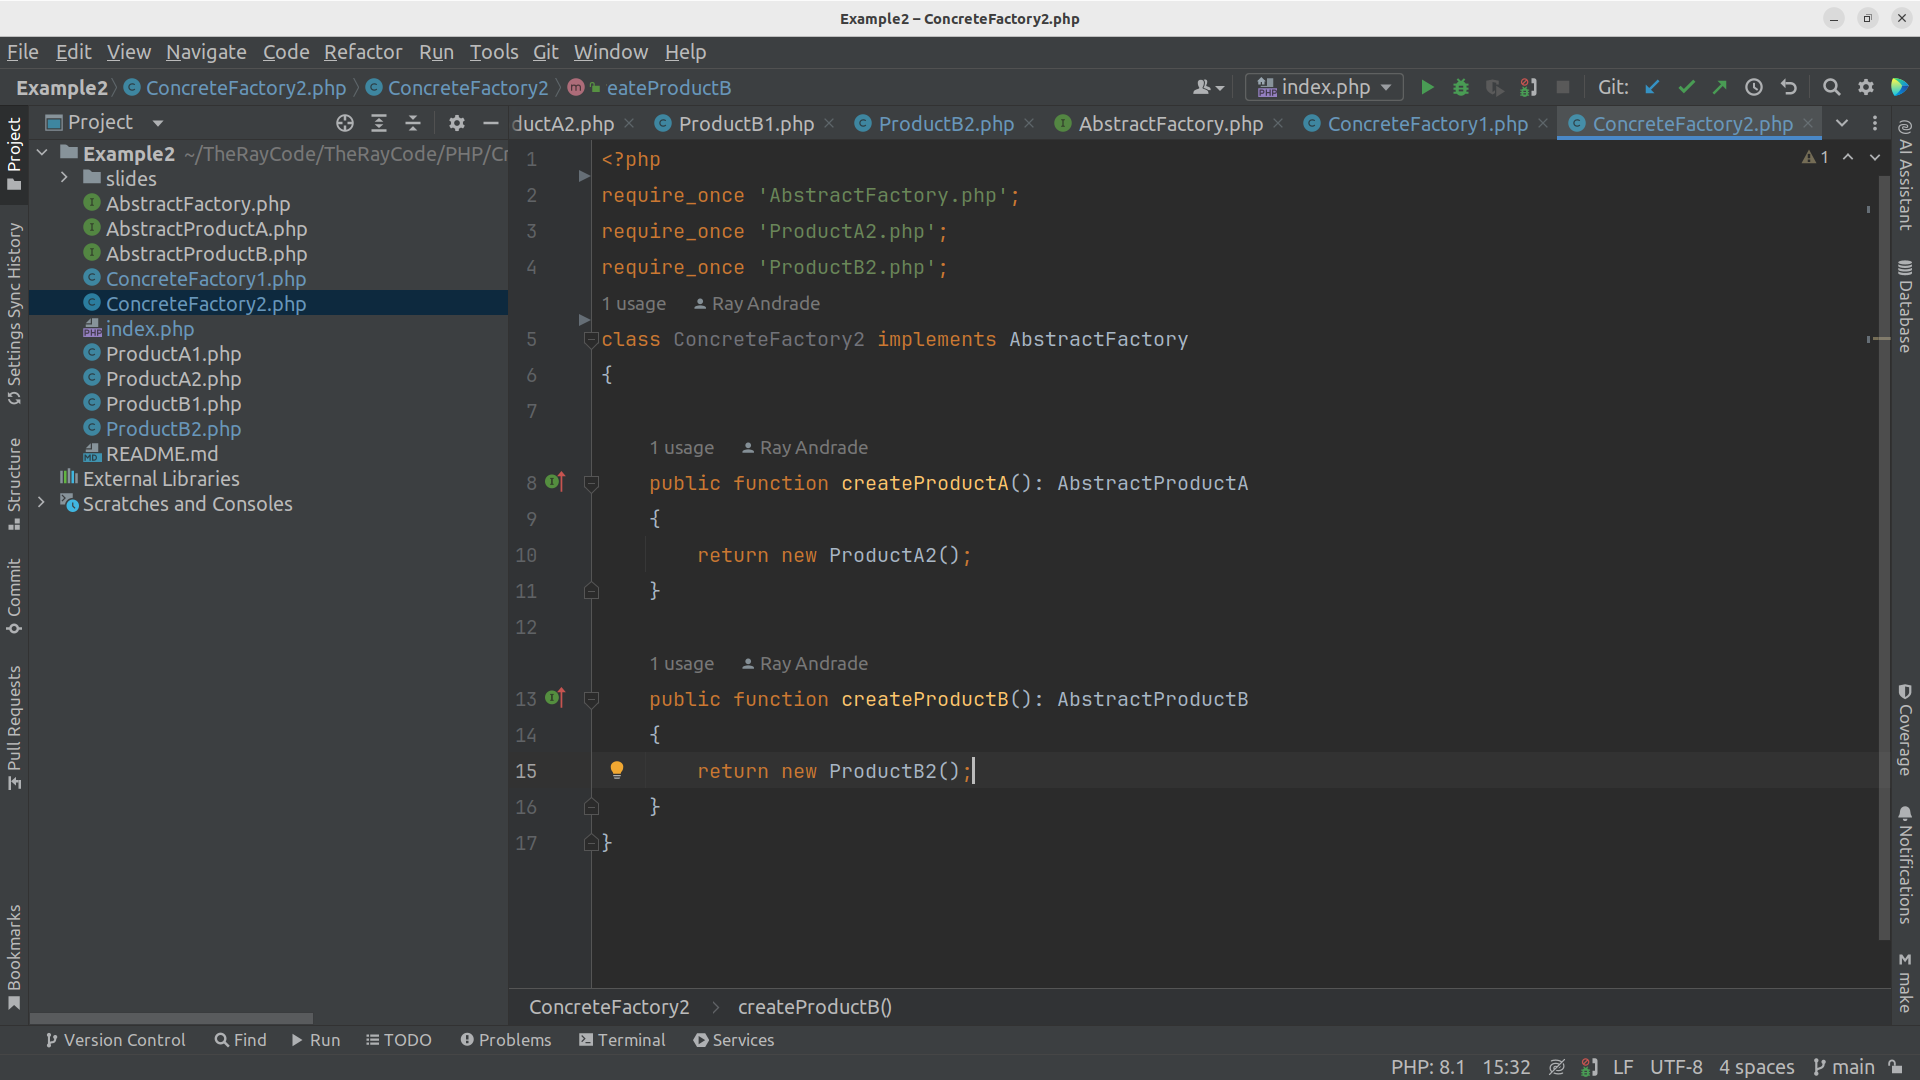 Example2 – ConcreteFactory2.php
File Edit View Navigate Code Refactor Run Tools Git Window Help
Example2 ConcreteFactory2.php ConcreteFactory2 m eateProductB index.php Git:
Project
ductA2.php ProductB1.php ProductB2.php AbstractFactory.php ConcreteFactory1.php ConcreteFactory2.php
Example2 ~/TheRayCode/TheRayCode/PHP/Cr
slides
AbstractFactory.php
AbstractProductA.php
AbstractProductB.php
ConcreteFactory1.php
ConcreteFactory2.php
index.php
ProductA1.php
ProductA2.php
ProductB1.php
ProductB2.php
README.md
External Libraries
Scratches and Consoles
Project
Settings Sync History
Structure
Commit
Pull Requests
Bookmarks
1 <?php
2 require_once 'AbstractFactory.php';
3 require_once 'ProductA2.php';
4 require_once 'ProductB2.php';
1 usage Ray Andrade
5 class ConcreteFactory2 implements AbstractFactory
6 {
7
1 usage Ray Andrade
8 public function createProductA(): AbstractProductA
9 {
10 return new ProductA2();
11 }
12
1 usage Ray Andrade
13 public function createProductB(): AbstractProductB
14 {
15 return new ProductB2();
16 }
17 }
1
AI Assistant
Database
Coverage
Notifications
M make
ConcreteFactory2 > createProductB()
Version Control Find Run TODO Problems Terminal Services
PHP: 8.1 15:32 LF UTF-8 4 spaces main